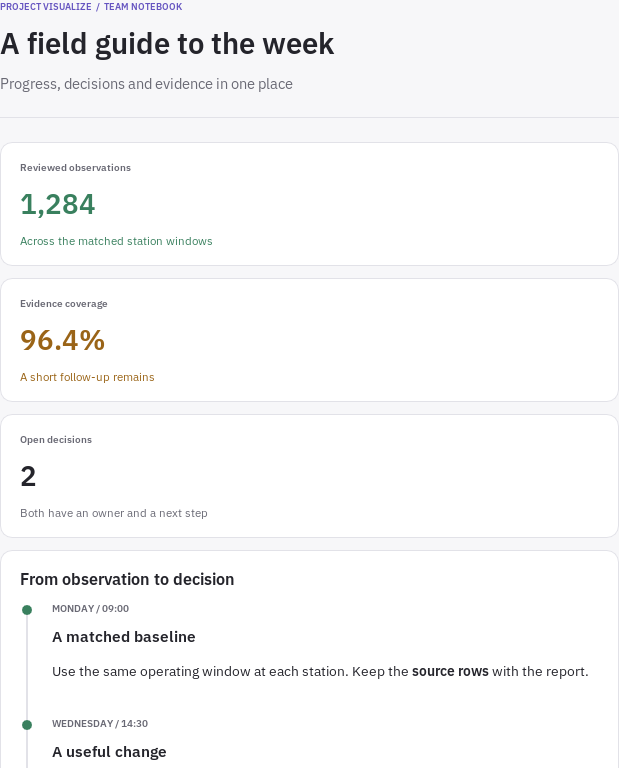 PROJECT VISUALIZE / TEAM NOTEBOOK
A field guide to the week
Progress, decisions and evidence in one place
Reviewed observations
1,284
Across the matched station windows
Evidence coverage
96.4%
A short follow-up remains
Open decisions
2
Both have an owner and a next step
From observation to decision
MONDAY / 09:00
A matched baseline
Use the same operating window at each station. Keep the source rows with the report.
WEDNESDAY / 14:30
A useful change